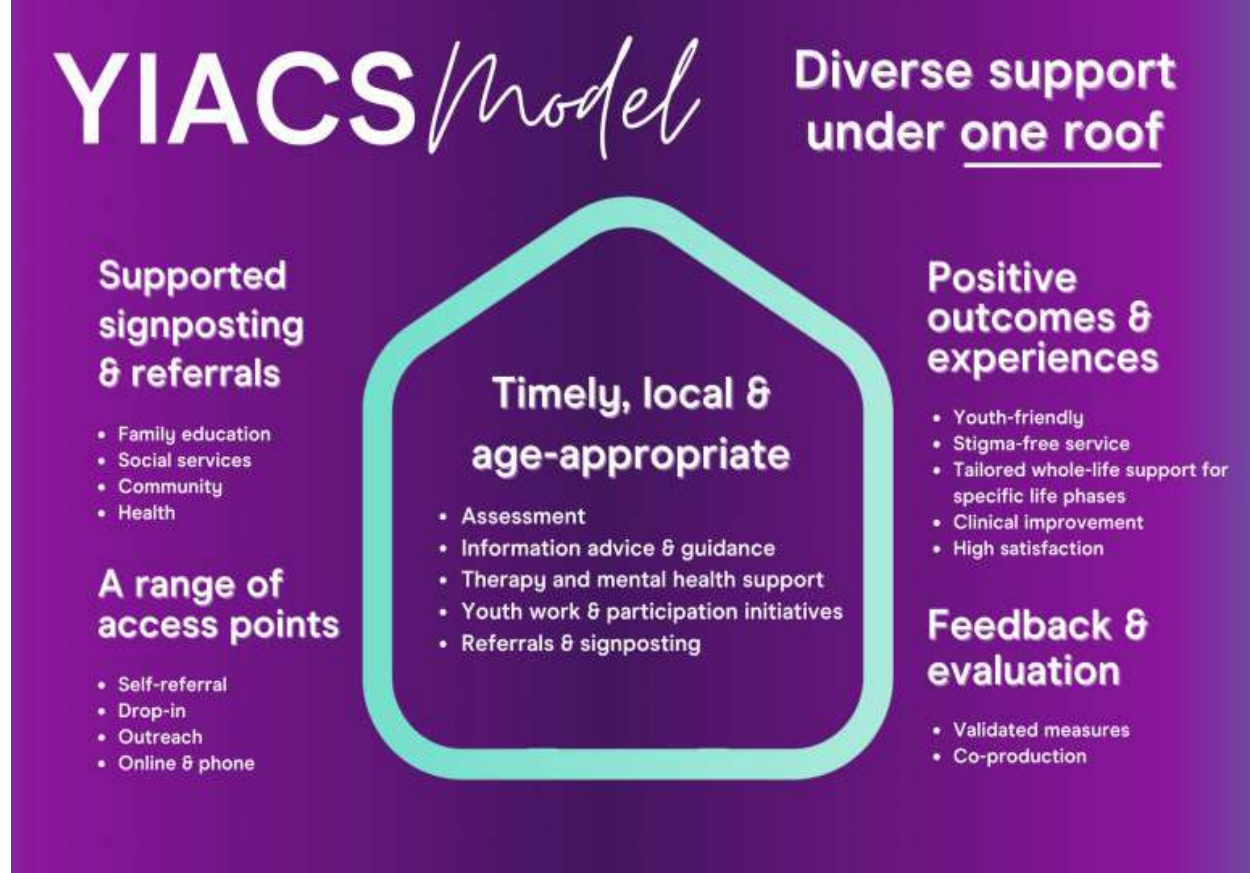 YIACS Model
Diverse support
under one roof
Supported
signposting
& referrals
• Family education
• Social services
• Community
• Health
A range of
access points
• Self-referral
• Drop-in
• Outreach
• Online & phone
Timely, local &
age-appropriate
• Assessment
• Information advice & guidance
• Therapy and mental health support
• Youth work & participation initiatives
• Referrals & signposting
Positive
outcomes &
experiences
• Youth-friendly
• Stigma-free service
• Tailored whole-life support for
specific life phases
• Clinical improvement
• High satisfaction
Feedback &
evaluation
• Validated measures
• Co-production